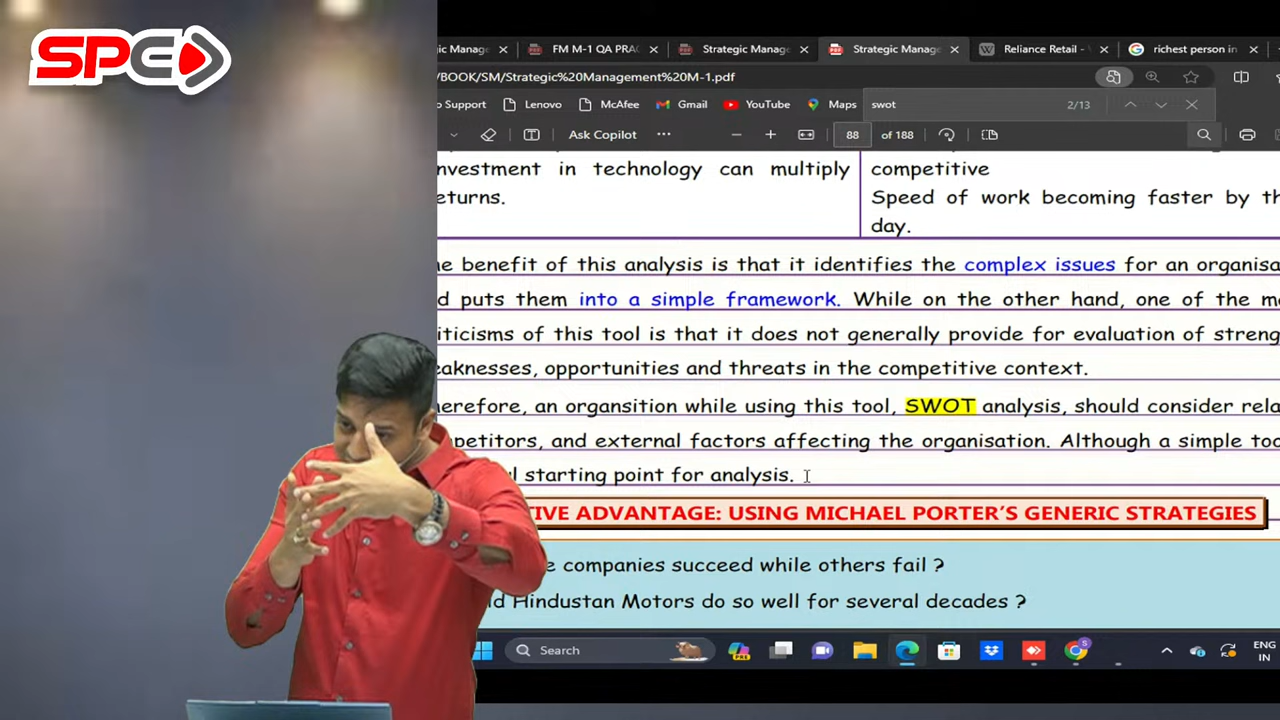 SPED
gic Manage
FM M-1 QA PRAC
Strategic Manage
Strategic Manage
Reliance Retail -
richest person in
/BOOK/SM/Strategic%20Management%20M-1.pdf
o Support
Lenovo
McAfee
Gmail
YouTube
Maps
swot
2/13
Ask Copilot
88
of 188
nvestment in technology can multiply
eturns.
competitive
Speed of work becoming faster by th
day.
he benefit of this analysis is that it identifies the complex issues for an organisa
d puts them into a simple framework. While on the other hand, one of the m
iticisms of this tool is that it does not generally provide for evaluation of streng
eaknesses, opportunities and threats in the competitive context.
herefore, an organsition while using this tool, SWOT analysis, should consider rela
petitors, and external factors affecting the organisation. Although a simple too
l starting point for analysis.
TIVE ADVANTAGE: USING MICHAEL PORTER'S GENERIC STRATEGIES
e companies succeed while others fail ?
ld Hindustan Motors do so well for several decades ?
Search
ENG
IN